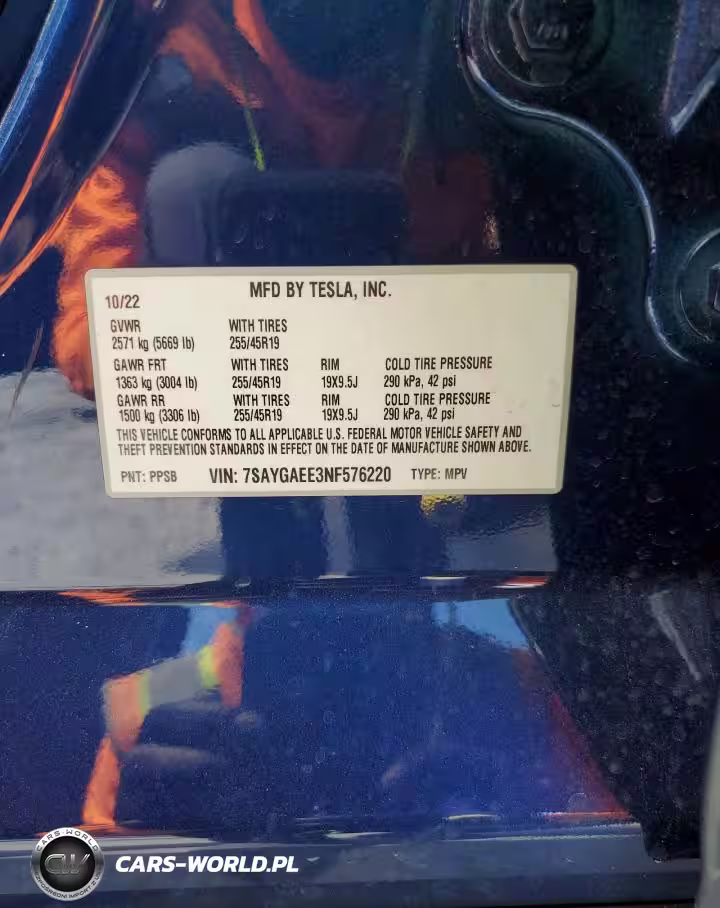 MFD BY TESLA, INC.
10/22
GVWR WITH TIRES
2571 kg (5669 lb) 255/45R19
GAWR FRT WITH TIRES RIM COLD TIRE PRESSURE
1363 kg (3004 lb) 255/45R19 19X9.5J 290 kPa, 42 psi
GAWR RR WITH TIRES RIM COLD TIRE PRESSURE
1500 kg (3306 lb) 255/45R19 19X9.5J 290 kPa, 42 psi
THIS VEHICLE CONFORMS TO ALL APPLICABLE U.S. FEDERAL MOTOR VEHICLE SAFETY AND
THEFT PREVENTION STANDARDS IN EFFECT ON THE DATE OF MANUFACTURE SHOWN ABOVE.
PNT: PPSB VIN: 7SAYGAEE3NF576220 TYPE: MPV
CARS-WORLD
CW
CARS-WORLD.PL